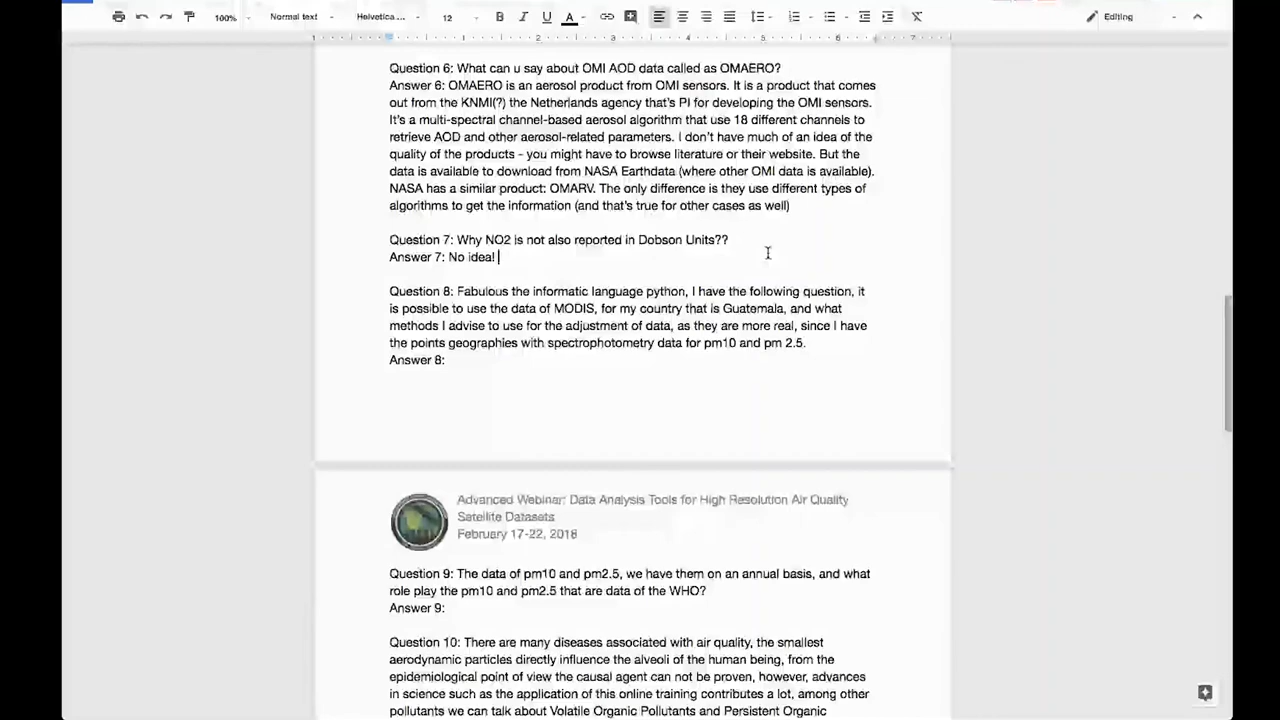 100%
Normal text
Helvetica ...
12
B I U A
Editing
1 1 2 3 4 5 6 7
Question 6: What can u say about OMI AOD data called as OMAERO?
Answer 6: OMAERO is an aerosol product from OMI sensors. It is a product that comes
out from the KNMI(?) the Netherlands agency that's PI for developing the OMI sensors.
It's a multi-spectral channel-based aerosol algorithm that use 18 different channels to
retrieve AOD and other aerosol-related parameters. I don't have much of an idea of the
quality of the products - you might have to browse literature or their website. But the
data is available to download from NASA Earthdata (where other OMI data is available).
NASA has a similar product: OMARV. The only difference is they use different types of
algorithms to get the information (and that's true for other cases as well)
Question 7: Why NO2 is not also reported in Dobson Units??
Answer 7: No idea!
Question 8: Fabulous the informatic language python, I have the following question, it
is possible to use the data of MODIS, for my country that is Guatemala, and what
methods I advise to use for the adjustment of data, as they are more real, since I have
the points geographies with spectrophotometry data for pm10 and pm 2.5.
Answer 8:
Advanced Webinar: Data Analysis Tools for High Resolution Air Quality
Satellite Datasets
February 17-22, 2018
Question 9: The data of pm10 and pm2.5, we have them on an annual basis, and what
role play the pm10 and pm2.5 that are data of the WHO?
Answer 9:
Question 10: There are many diseases associated with air quality, the smallest
aerodynamic particles directly influence the alveoli of the human being, from the
epidemiological point of view the causal agent can not be proven, however, advances
in science such as the application of this online training contributes a lot, among other
pollutants we can talk about Volatile Organic Pollutants and Persistent Organic